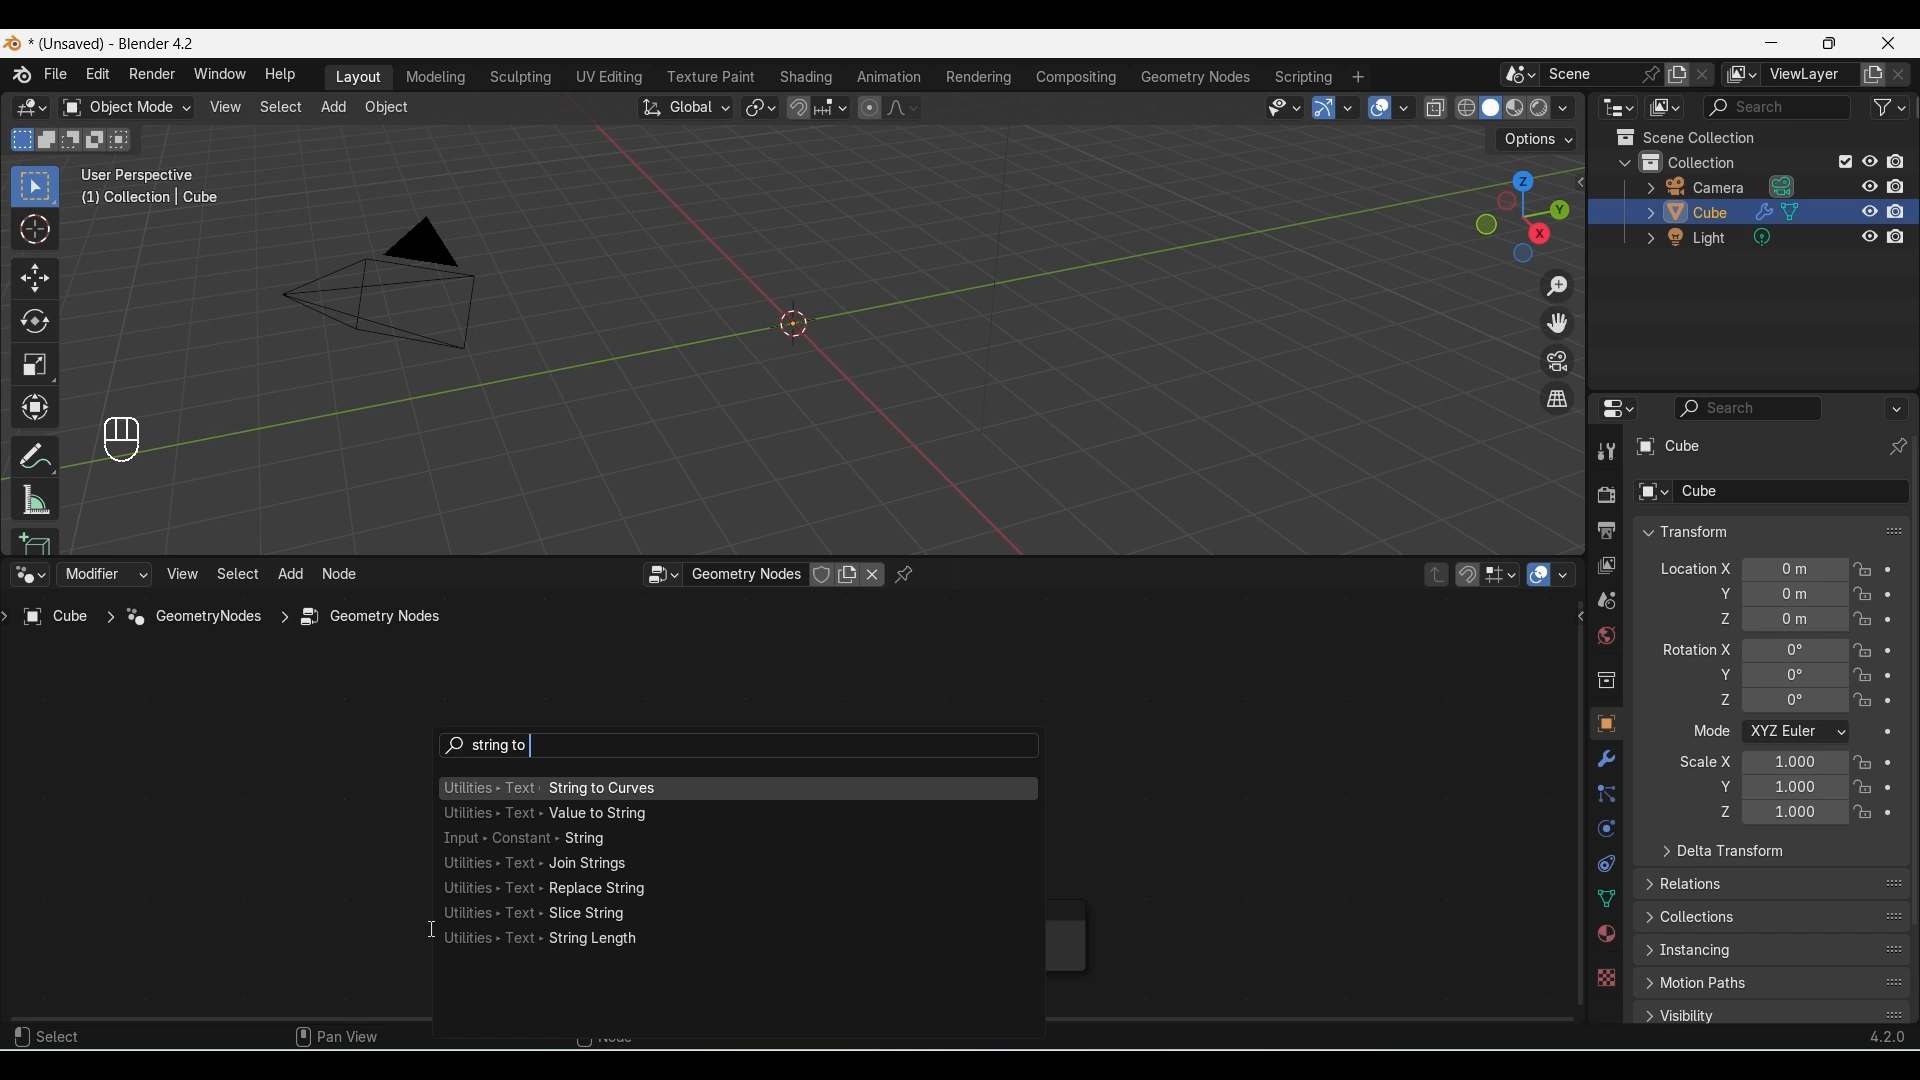 * (Unsaved) - Blender 4.2
File Edit Render Window Help Layout Modeling Sculpting UV Editing Texture Paint Shading Animation Rendering Compositing Geometry Nodes Scripting + Scene ViewLayer
Object Mode View Select Add Object Global Search
Options
User Perspective
(1) Collection | Cube
Z
Y
X
Scene Collection
Collection
Camera
Cube
Light
Search
Cube
Cube
Transform
Location X 0 m
Y 0 m
Z 0 m
Rotation X 0°
Y 0°
Z 0°
Mode XYZ Euler
Scale X 1.000
Y 1.000
Z 1.000
Delta Transform
Relations
Collections
Instancing
Motion Paths
Visibility
Modifier View Select Add Node Geometry Nodes
Cube > GeometryNodes > Geometry Nodes
string to
Utilities ▸ Text ▸ String to Curves
Utilities ▸ Text ▸ Value to String
Input ▸ Constant ▸ String
Utilities ▸ Text ▸ Join Strings
Utilities ▸ Text ▸ Replace String
Utilities ▸ Text ▸ Slice String
Utilities ▸ Text ▸ String Length
Select Pan View Node 4.2.0